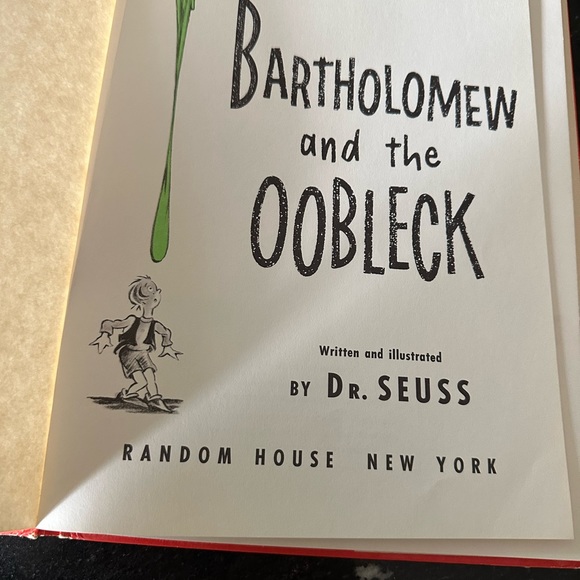 BARTHOLOMEW
and the
OOBLECK
Written and illustrated
BY DR. SEUSS
RANDOM HOUSE NEW YORK